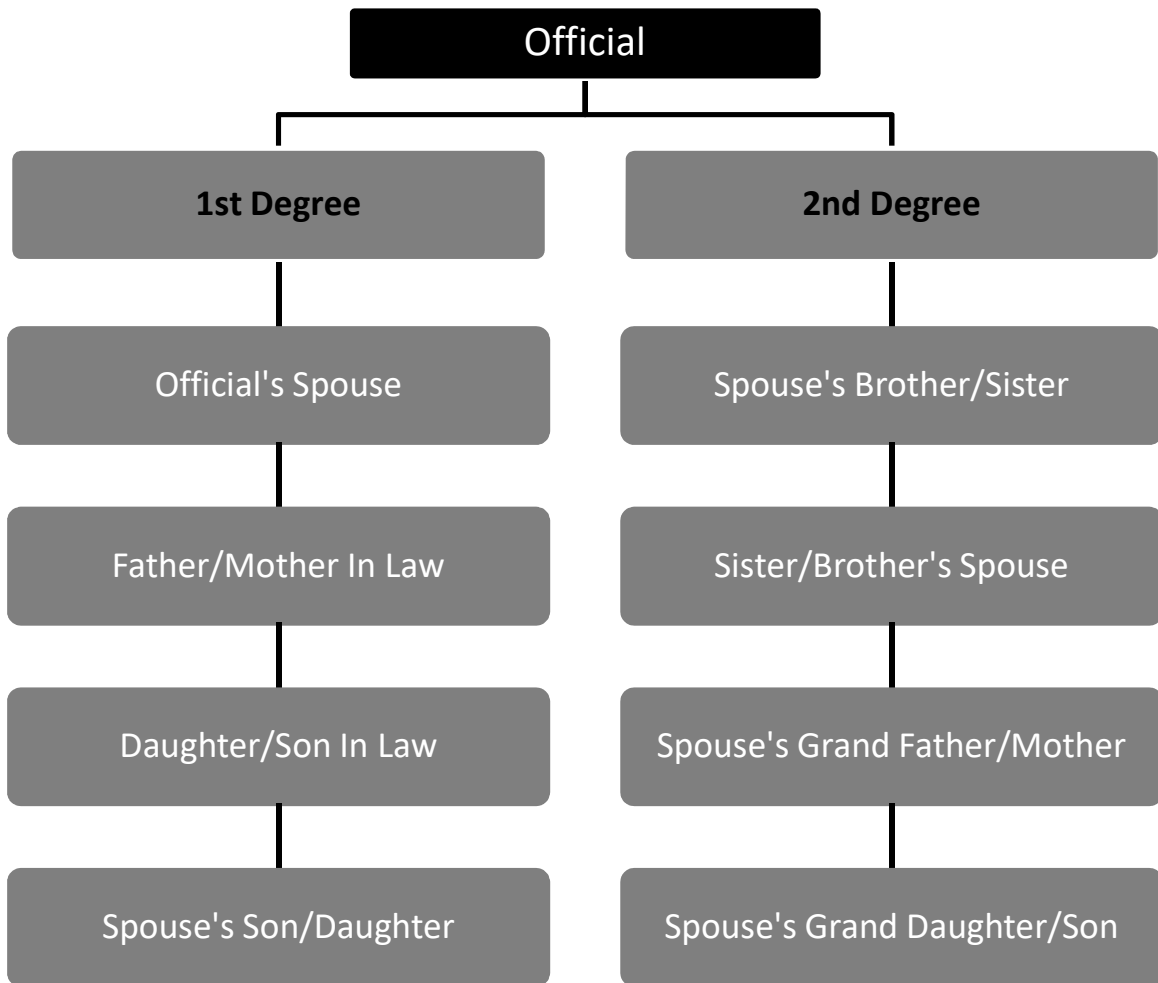 Official
1st Degree
2nd Degree
Official's Spouse
Spouse's Brother/Sister
Father/Mother In Law
Sister/Brother's Spouse
Daughter/Son In Law
Spouse's Grand Father/Mother
Spouse's Son/Daughter
Spouse's Grand Daughter/Son